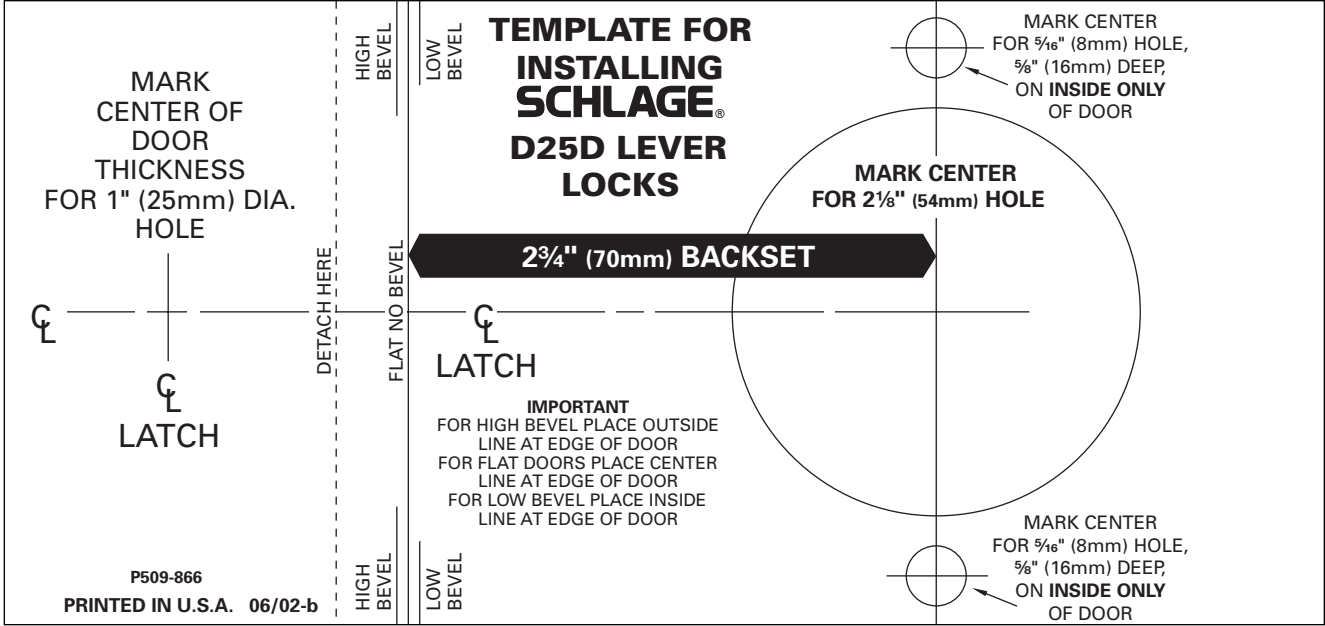 MARK
CENTER OF
DOOR
THICKNESS
FOR 1" (25mm) DIA.
HOLE
℄
℄
LATCH
P509-866
PRINTED IN U.S.A. 06/02-b
DETACH HERE
HIGH
BEVEL
LOW
BEVEL
FLAT NO BEVEL
HIGH
BEVEL
LOW
BEVEL
TEMPLATE FOR
INSTALLING
SCHLAGE®
D25D LEVER
LOCKS
2¾" (70mm) BACKSET
℄
LATCH
IMPORTANT
FOR HIGH BEVEL PLACE OUTSIDE
LINE AT EDGE OF DOOR
FOR FLAT DOORS PLACE CENTER
LINE AT EDGE OF DOOR
FOR LOW BEVEL PLACE INSIDE
LINE AT EDGE OF DOOR
MARK CENTER
FOR 5/16" (8mm) HOLE,
⅝" (16mm) DEEP,
ON INSIDE ONLY
OF DOOR
MARK CENTER
FOR 2⅛" (54mm) HOLE
MARK CENTER
FOR 5/16" (8mm) HOLE,
⅝" (16mm) DEEP,
ON INSIDE ONLY
OF DOOR